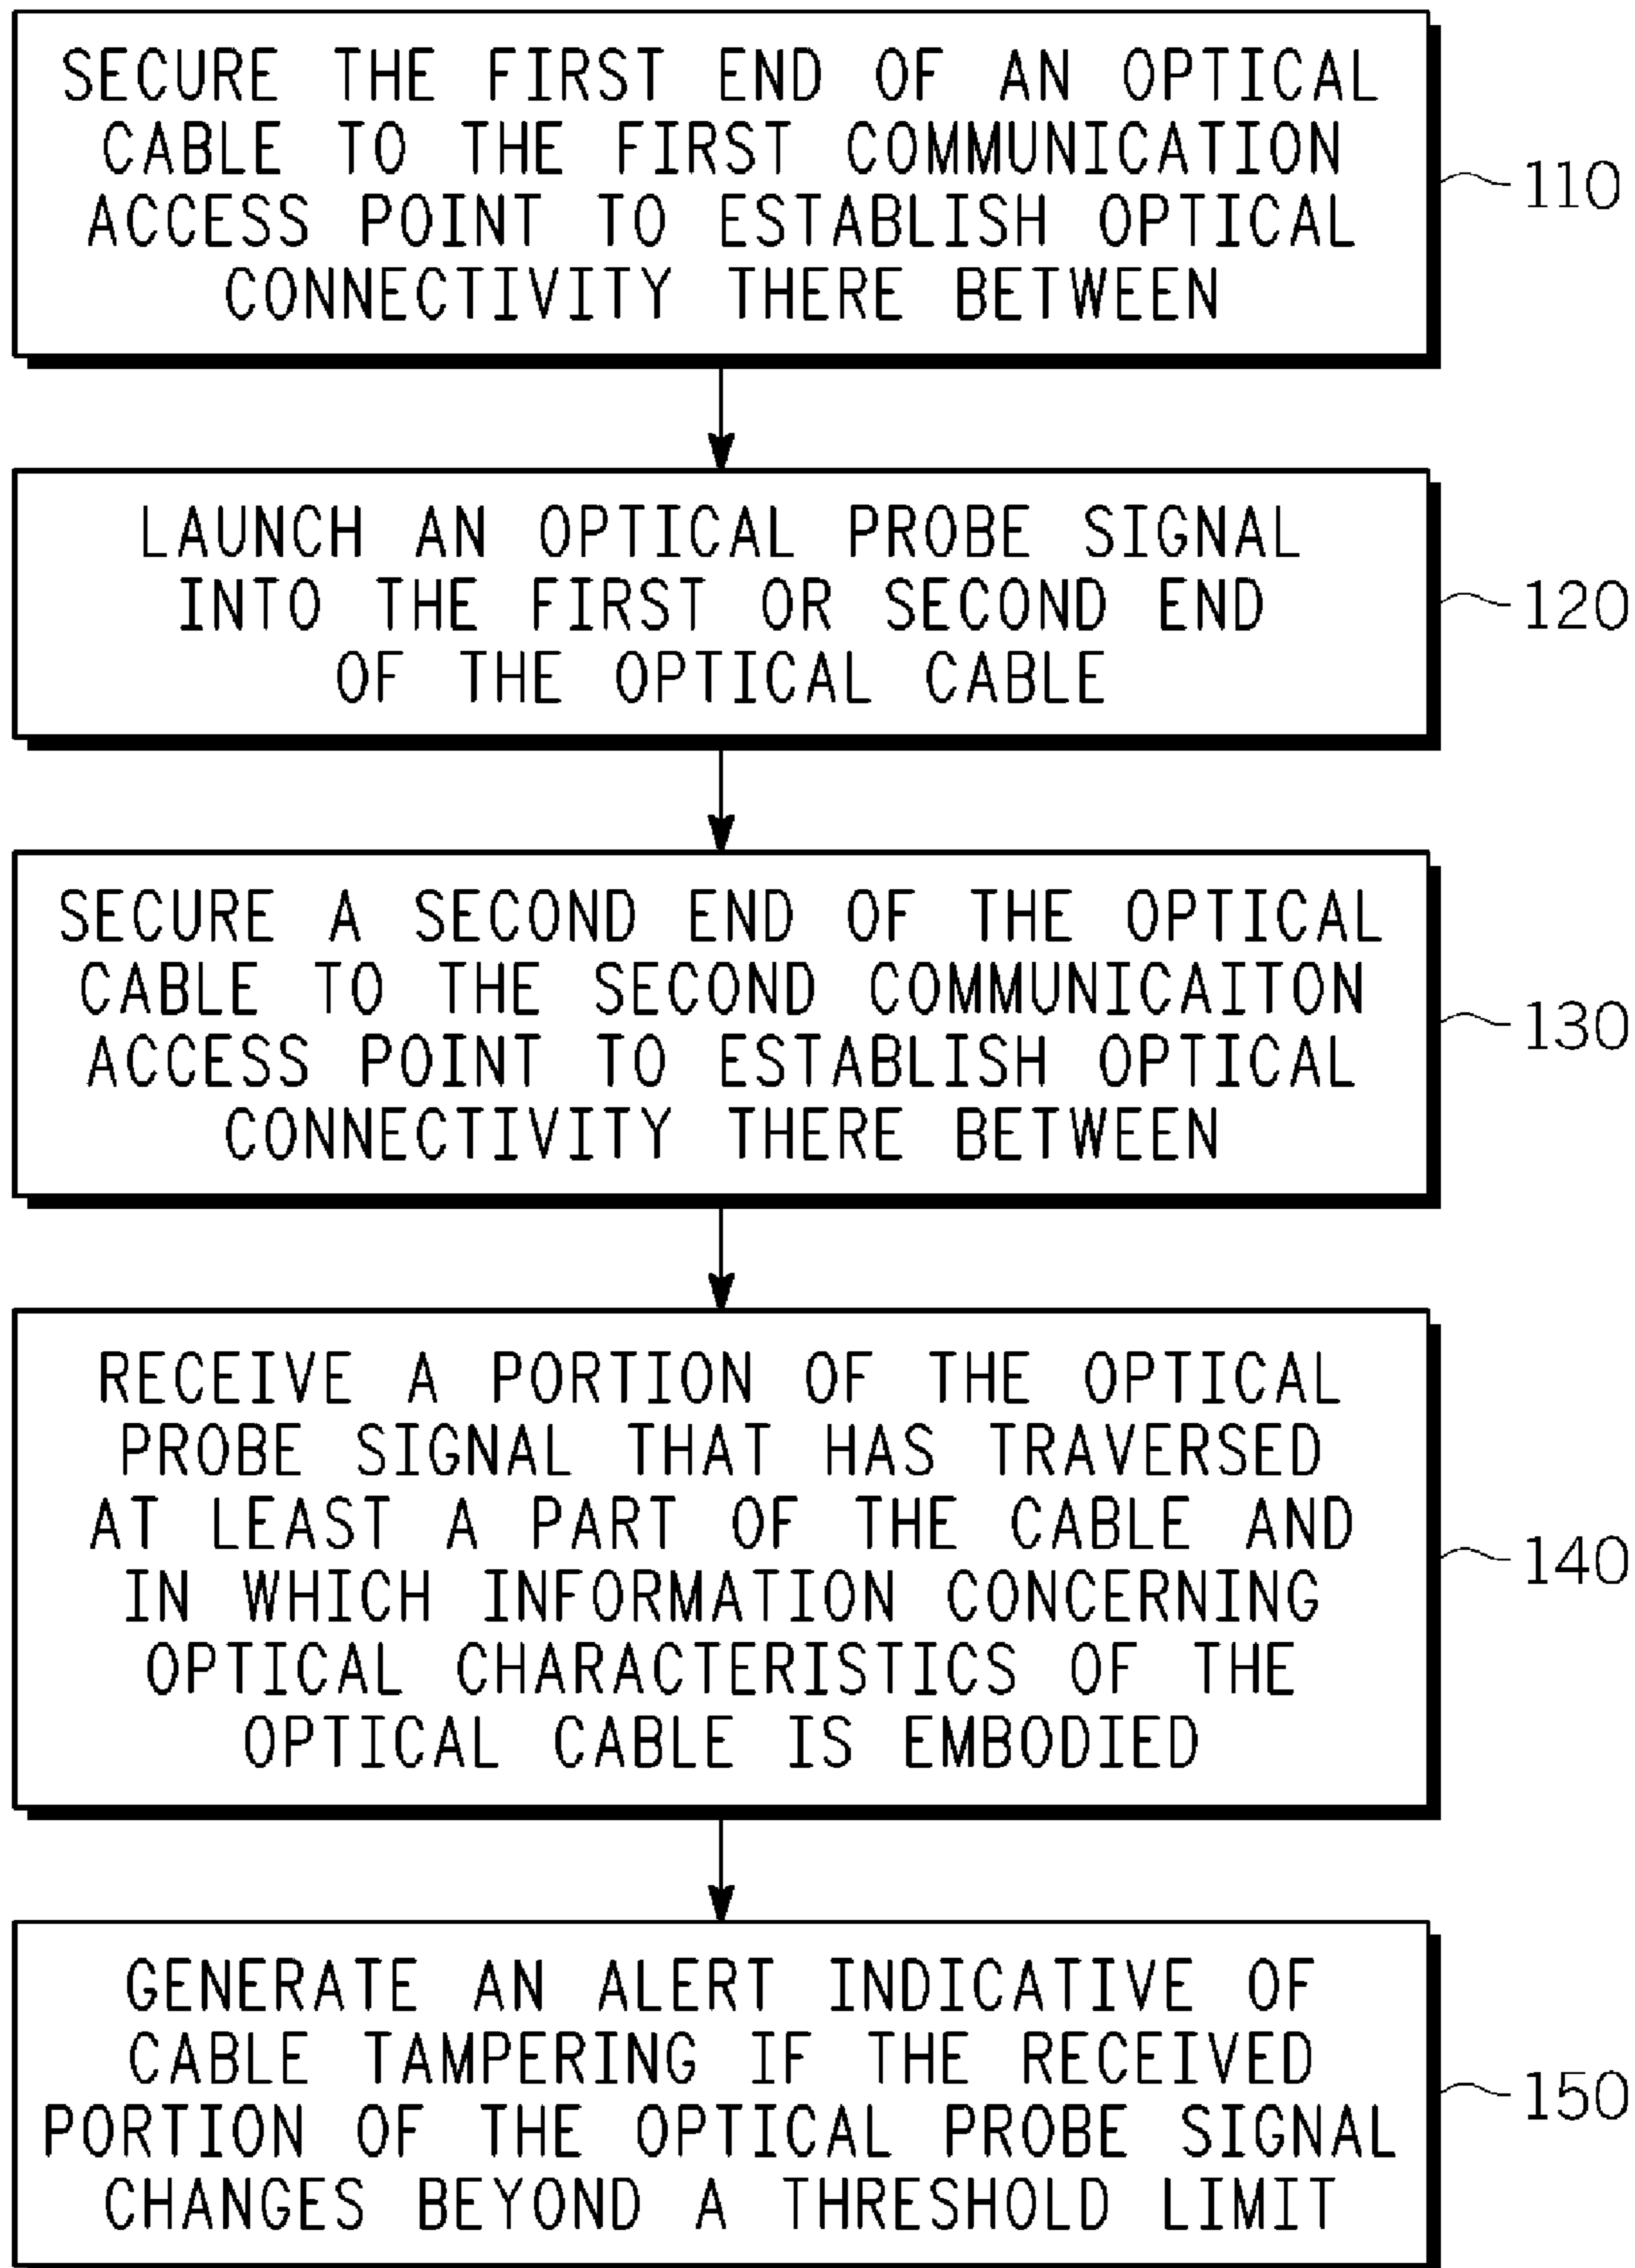 SECURE THE FIRST END OF AN OPTICAL
CABLE TO THE FIRST COMMUNICATION
ACCESS POINT TO ESTABLISH OPTICAL
CONNECTIVITY THERE BETWEEN
110
LAUNCH AN OPTICAL PROBE SIGNAL
INTO THE FIRST OR SECOND END
OF THE OPTICAL CABLE
120
SECURE A SECOND END OF THE OPTICAL
CABLE TO THE SECOND COMMUNICAITON
ACCESS POINT TO ESTABLISH OPTICAL
CONNECTIVITY THERE BETWEEN
130
RECEIVE A PORTION OF THE OPTICAL
PROBE SIGNAL THAT HAS TRAVERSED
AT LEAST A PART OF THE CABLE AND
IN WHICH INFORMATION CONCERNING
OPTICAL CHARACTERISTICS OF THE
OPTICAL CABLE IS EMBODIED
140
GENERATE AN ALERT INDICATIVE OF
CABLE TAMPERING IF THE RECEIVED
PORTION OF THE OPTICAL PROBE SIGNAL
CHANGES BEYOND A THRESHOLD LIMIT
150